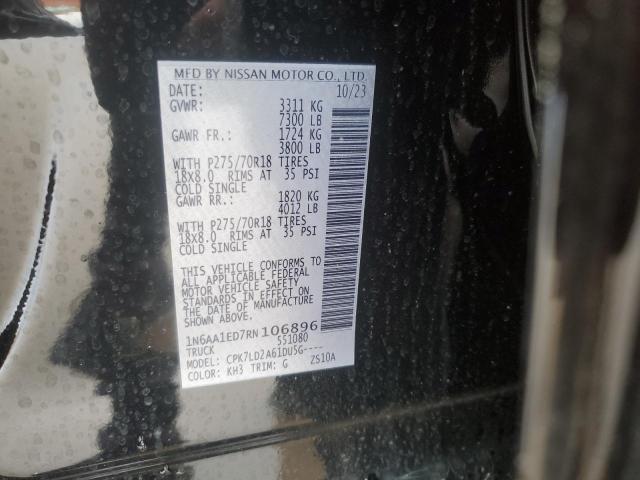 MFD BY NISSAN MOTOR CO., LTD.
DATE: 10/23
GVWR: 3311 KG
7300 LB
GAWR FR.: 1724 KG
3800 LB
WITH P275/70R18 TIRES
18X8.0 RIMS AT 35 PSI
COLD SINGLE
GAWR RR.: 1820 KG
4012 LB
WITH P275/70R18 TIRES
18X8.0 RIMS AT 35 PSI
COLD SINGLE
THIS VEHICLE CONFORMS TO
ALL APPLICABLE FEDERAL
MOTOR VEHICLE SAFETY
STANDARDS IN EFFECT ON
THE DATE OF MANUFACTURE
SHOWN ABOVE.
1N6AA1ED7RN106896
TRUCK 551080
MODEL: CPK7LD2A61DU5G----
COLOR: KH3 TRIM: G ZS10A